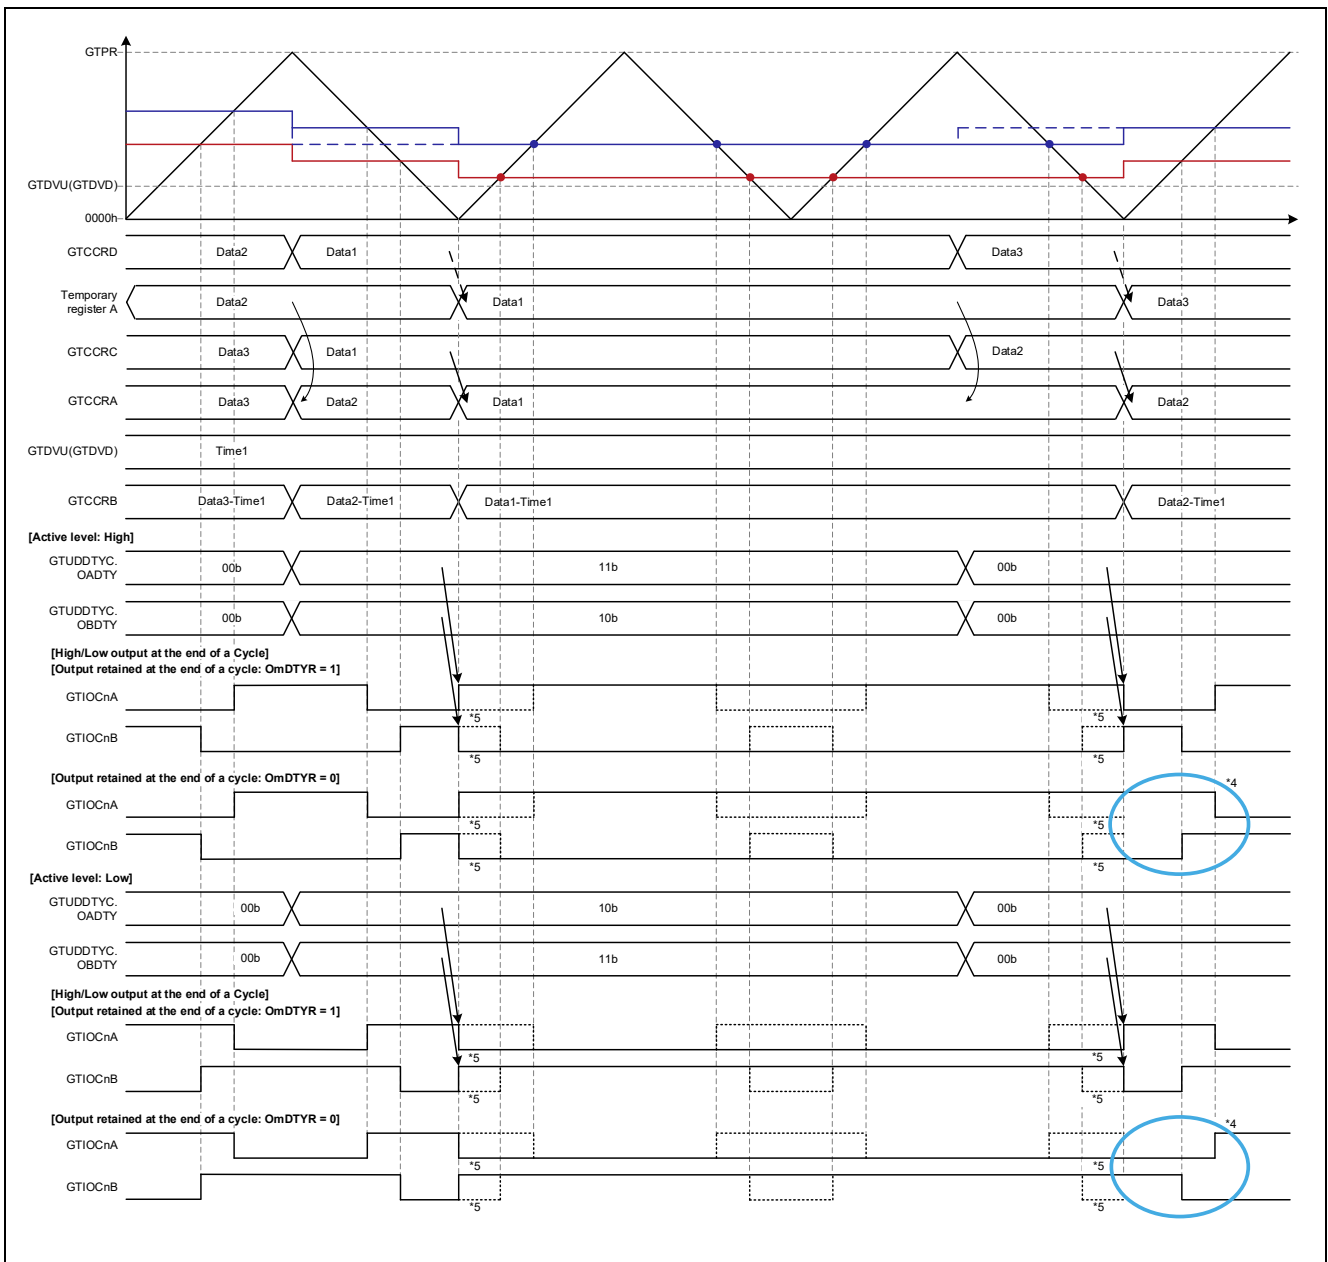 GTPR
GTDVU(GTDVD)
0000h
GTCCRD Data2 Data1 Data3
Temporary register A Data2 Data1 Data3
GTCCRC Data3 Data1 Data2
GTCCRA Data3 Data2 Data1 Data2
GTDVU(GTDVD) Time1
GTCCRB Data3-Time1 Data2-Time1 Data1-Time1 Data2-Time1
[Active level: High]
GTUDDTYC. OADTY 00b 11b 00b
GTUDDTYC. OBDTY 00b 10b 00b
[High/Low output at the end of a Cycle]
[Output retained at the end of a cycle: OmDTYR = 1]
GTIOCnA
*5 *5
GTIOCnB
*5 *5
[Output retained at the end of a cycle: OmDTYR = 0]
*4
GTIOCnA
*5 *5
GTIOCnB
*5 *5
[Active level: Low]
GTUDDTYC. OADTY 00b 10b 00b
GTUDDTYC. OBDTY 00b 11b 00b
[High/Low output at the end of a Cycle]
[Output retained at the end of a cycle: OmDTYR = 1]
GTIOCnA
*5 *5
GTIOCnB
*5 *5
[Output retained at the end of a cycle: OmDTYR = 0]
*4
GTIOCnA
*5 *5
GTIOCnB
*5 *5